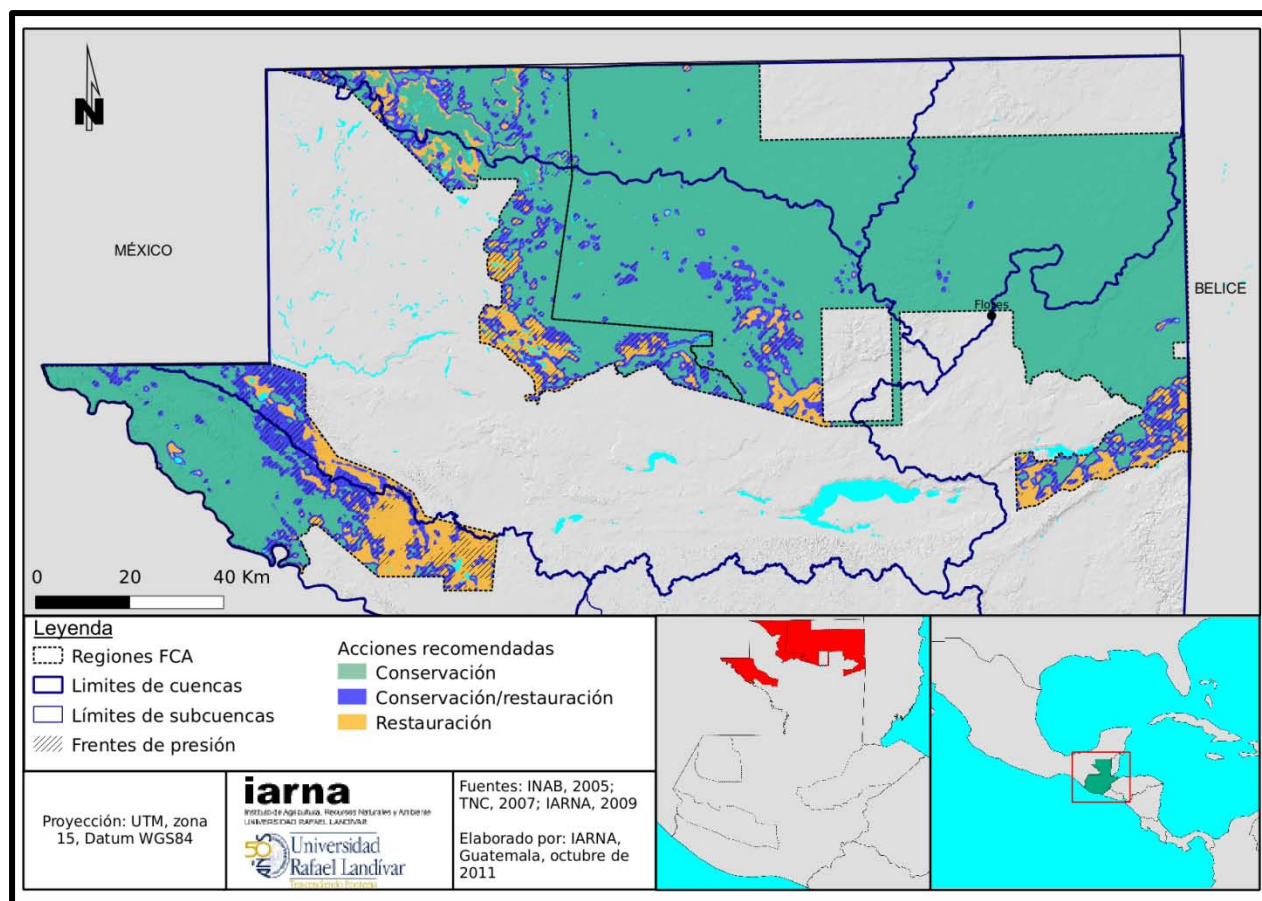 N
MÉXICO
BELICE
Flores
0 20 40 Km
Leyenda
Regiones FCA
Limites de cuencas
Límites de subcuencas
Frentes de presión
Acciones recomendadas
Conservación
Conservación/restauración
Restauración
Proyección: UTM, zona
15, Datum WGS84
iarna
Instituto de Agricultura, Recursos Naturales y Ambiente
UNIVERSIDAD RAFAEL LANDÍVAR
50
Universidad
Rafael Landívar
Fuentes: INAB, 2005;
TNC, 2007; IARNA, 2009
Elaborado por: IARNA,
Guatemala, octubre de
2011